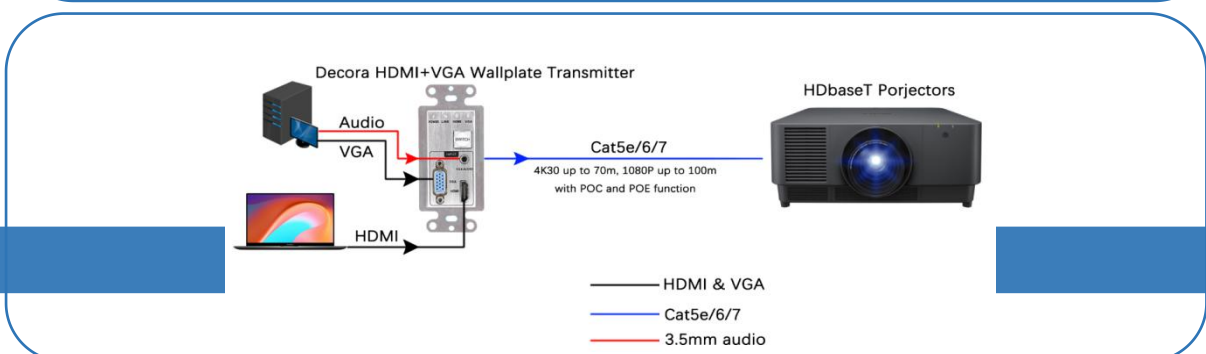 Decora HDMI+VGA Wallplate Transmitter
HDbaseT Porjectors
Audio
VGA
SWITCH
Cat5e/6/7
4K30 up to 70m, 1080P up to 100m
with POC and POE function
HDMI
HDMI & VGA
Cat5e/6/7
3.5mm audio